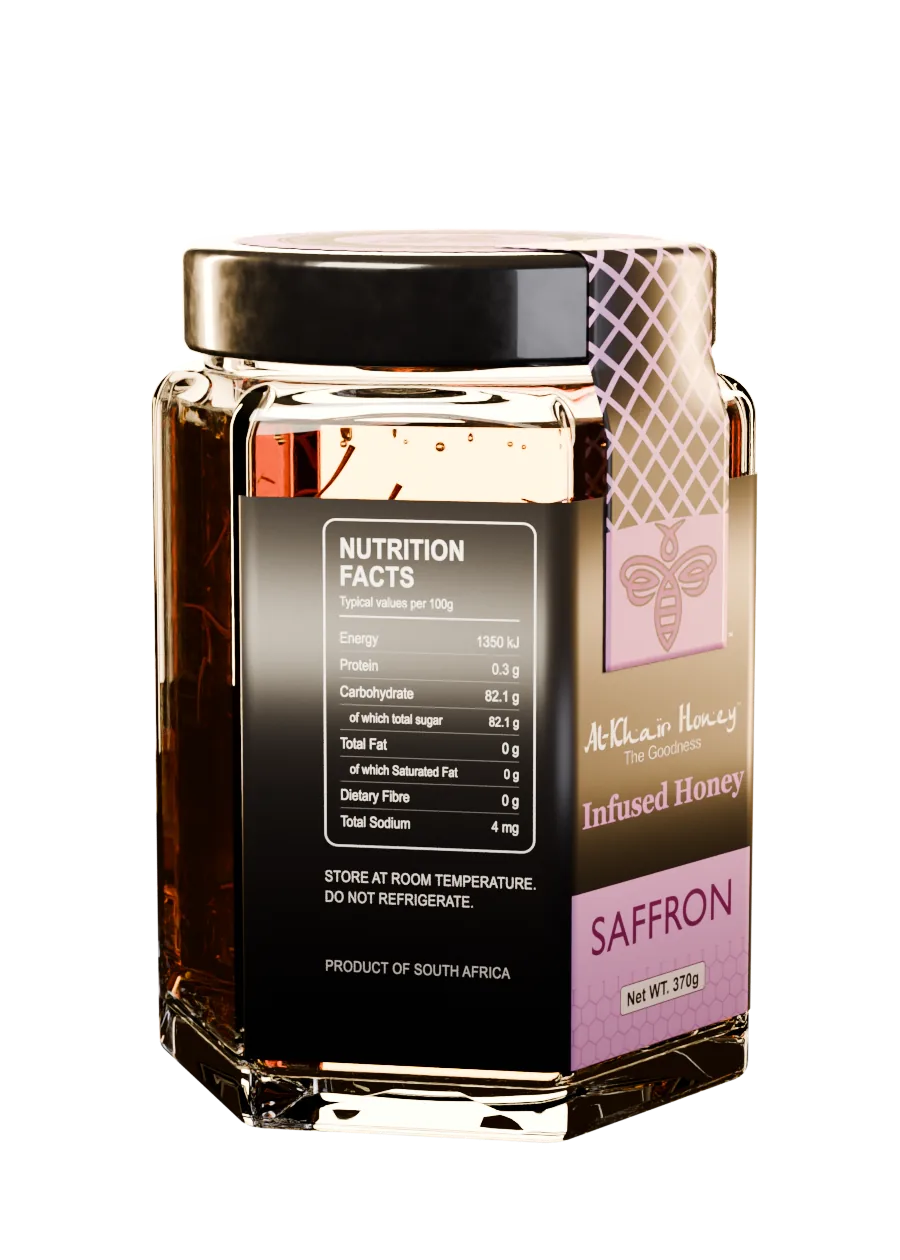 NUTRITION
FACTS
Typical values per 100g
Energy 1350 kJ
Protein 0.3 g
Carbohydrate 82.1 g
of which total sugar 82.1 g
Total Fat 0 g
of which Saturated Fat 0 g
Dietary Fibre 0 g
Total Sodium 4 mg
STORE AT ROOM TEMPERATURE.
DO NOT REFRIGERATE.
PRODUCT OF SOUTH AFRICA
™
Al-Khair Honey™
The Goodness
Infused Honey
SAFFRON
Net WT. 370g